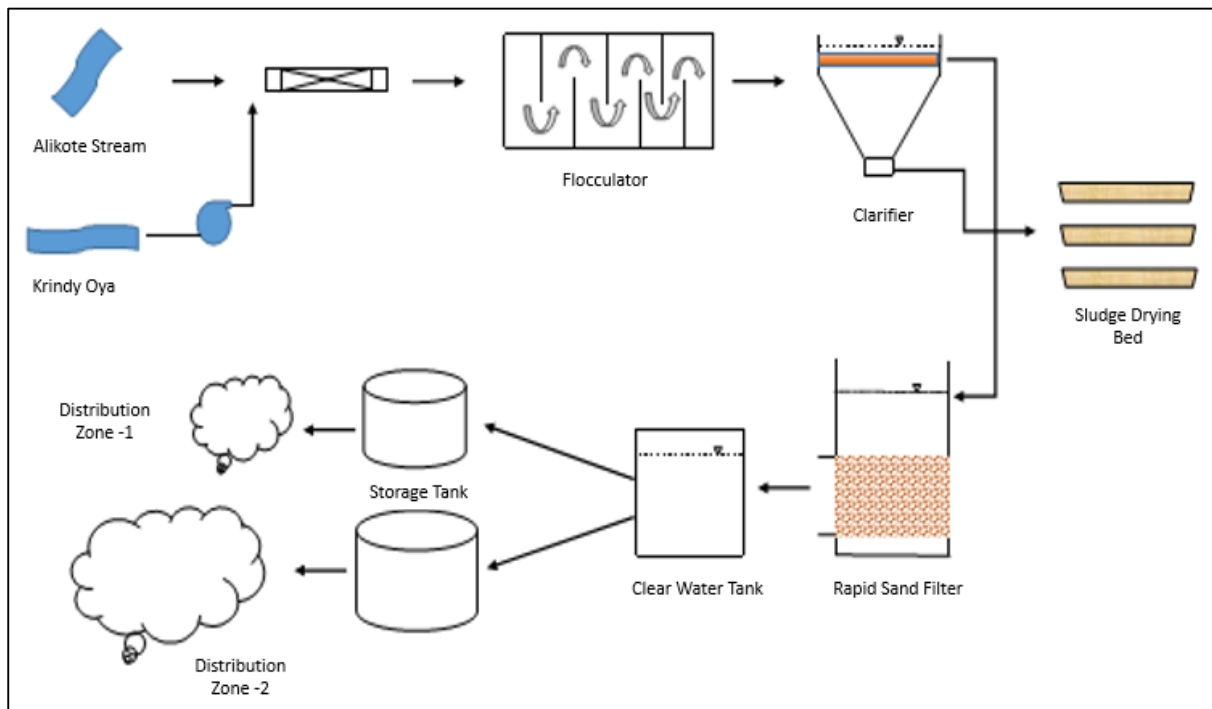 Alikote Stream
Flocculator
Clarifier
Krindy Oya
Sludge Drying
Bed
Distribution
Zone -1
Storage Tank
Clear Water Tank
Rapid Sand Filter
Distribution
Zone -2